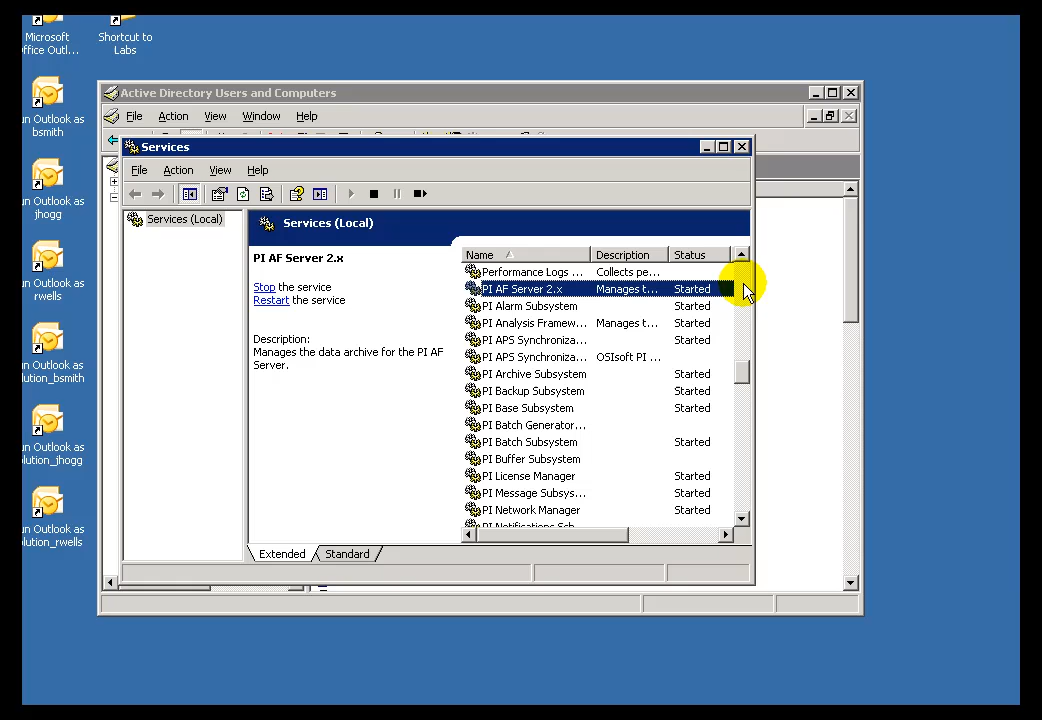 Microsoft
ffice Outl...
Shortcut to
Labs
un Outlook as
bsmith
un Outlook as
jhogg
un Outlook as
rwells
un Outlook as
lution_bsmith
un Outlook as
olution_jhogg
un Outlook as
lution_rwells
Active Directory Users and Computers
File Action View Window Help
Services
File Action View Help
Services (Local)
Services (Local)
PI AF Server 2.x
Stop the service
Restart the service
Description:
Manages the data archive for the PI AF
Server.
Name Description Status
Performance Logs ... Collects pe...
PI AF Server 2.x Manages t... Started
PI Alarm Subsystem Started
PI Analysis Framew... Manages t... Started
PI APS Synchroniza... Started
PI APS Synchroniza... OSIsoft PI ...
PI Archive Subsystem Started
PI Backup Subsystem Started
PI Base Subsystem Started
PI Batch Generator...
PI Batch Subsystem Started
PI Buffer Subsystem
PI License Manager Started
PI Message Subsys... Started
PI Network Manager Started
PI Notifications Sch
Extended Standard